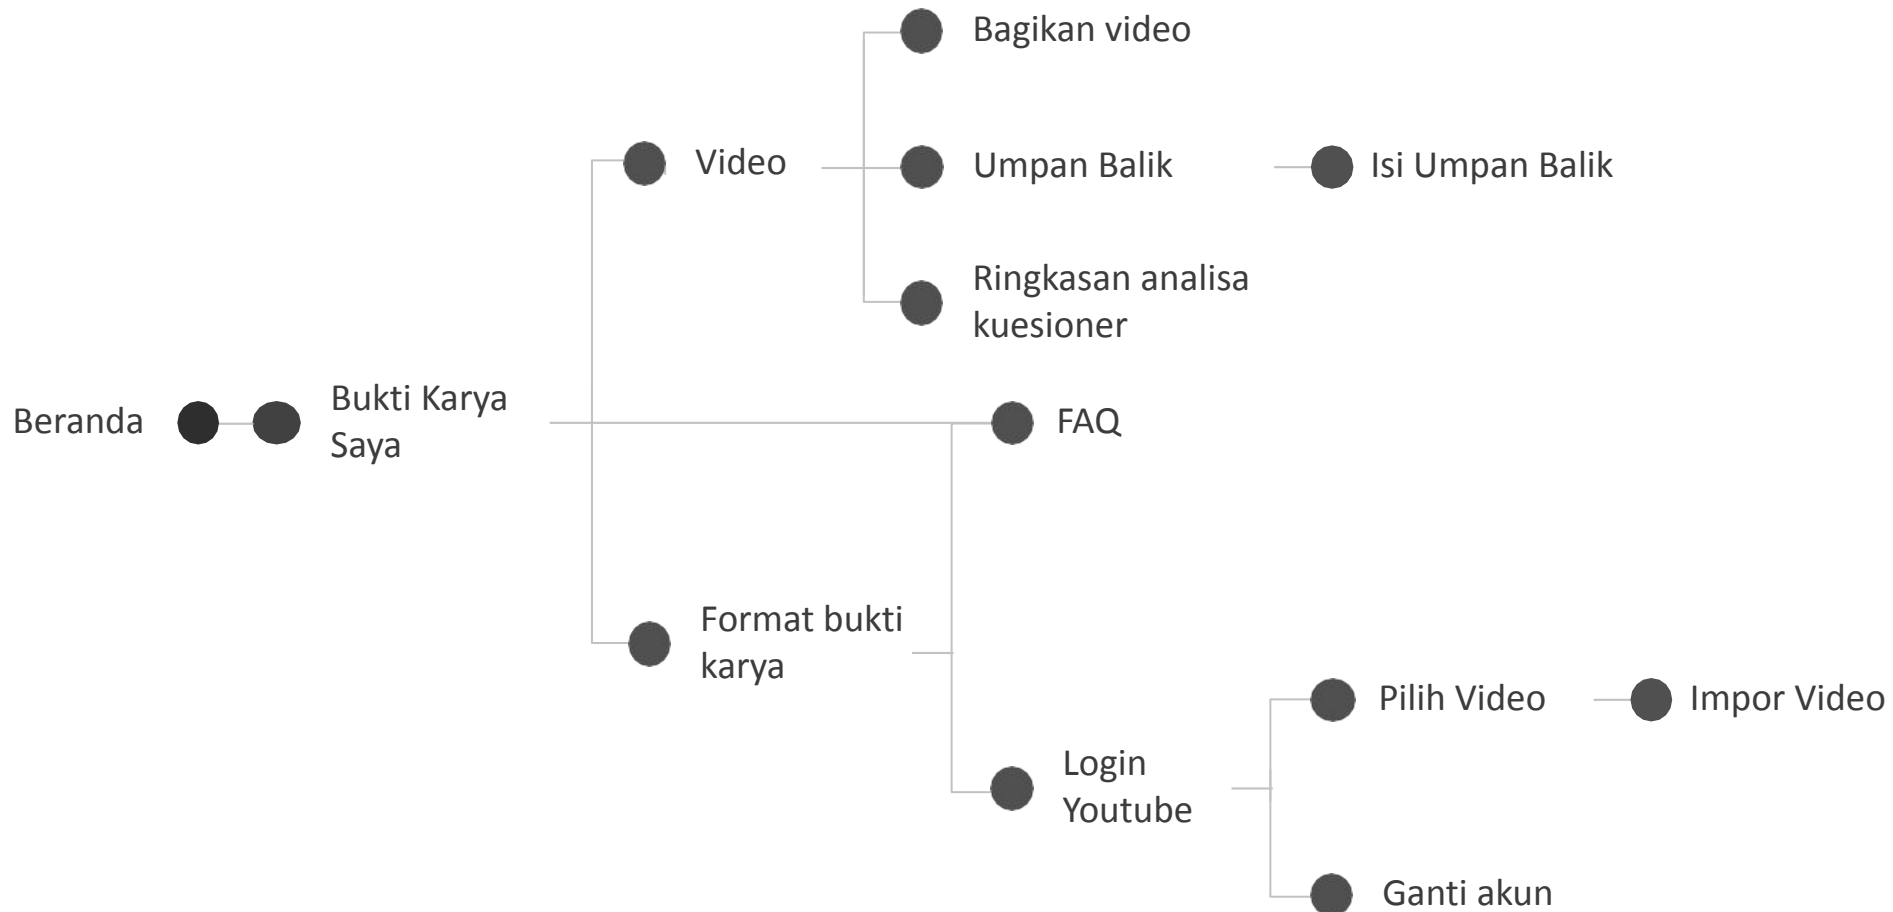 Bagikan video
Video
Umpan Balik
Isi Umpan Balik
Ringkasan analisa
kuesioner
Beranda
Bukti Karya
Saya
FAQ
Format bukti
karya
Pilih Video
Impor Video
Login
Youtube
Ganti akun